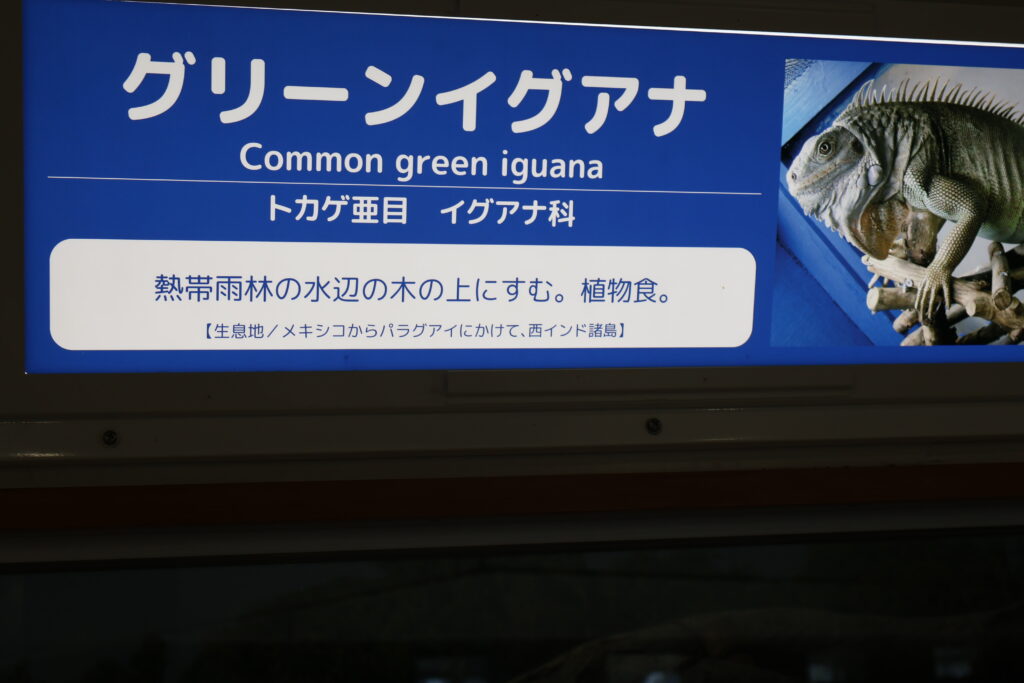 グリーンイグアナ
Common green iguana
トカゲ亜目　イグアナ科
熱帯雨林の水辺の木の上にすむ。植物食。
【生息地／メキシコからパラグアイにかけて、西インド諸島】